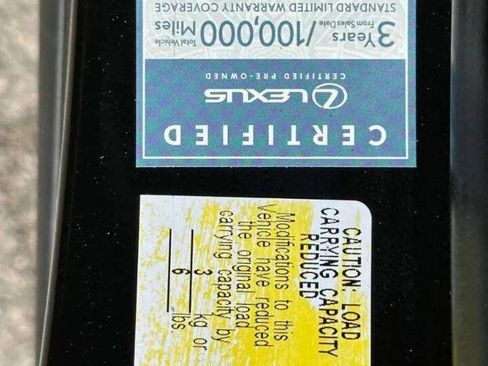 CERTIFIED
LEXUS
CERTIFIED PRE-OWNED
3 Years From Sales Date /100,000 Total Vehicle Miles
STANDARD LIMITED WARRANTY COVERAGE
CAUTION: LOAD
CARRYING CAPACITY
REDUCED
Modifications to this
Vehicle have reduced
the original load
carrying capacity by
3 kg or
6 lbs